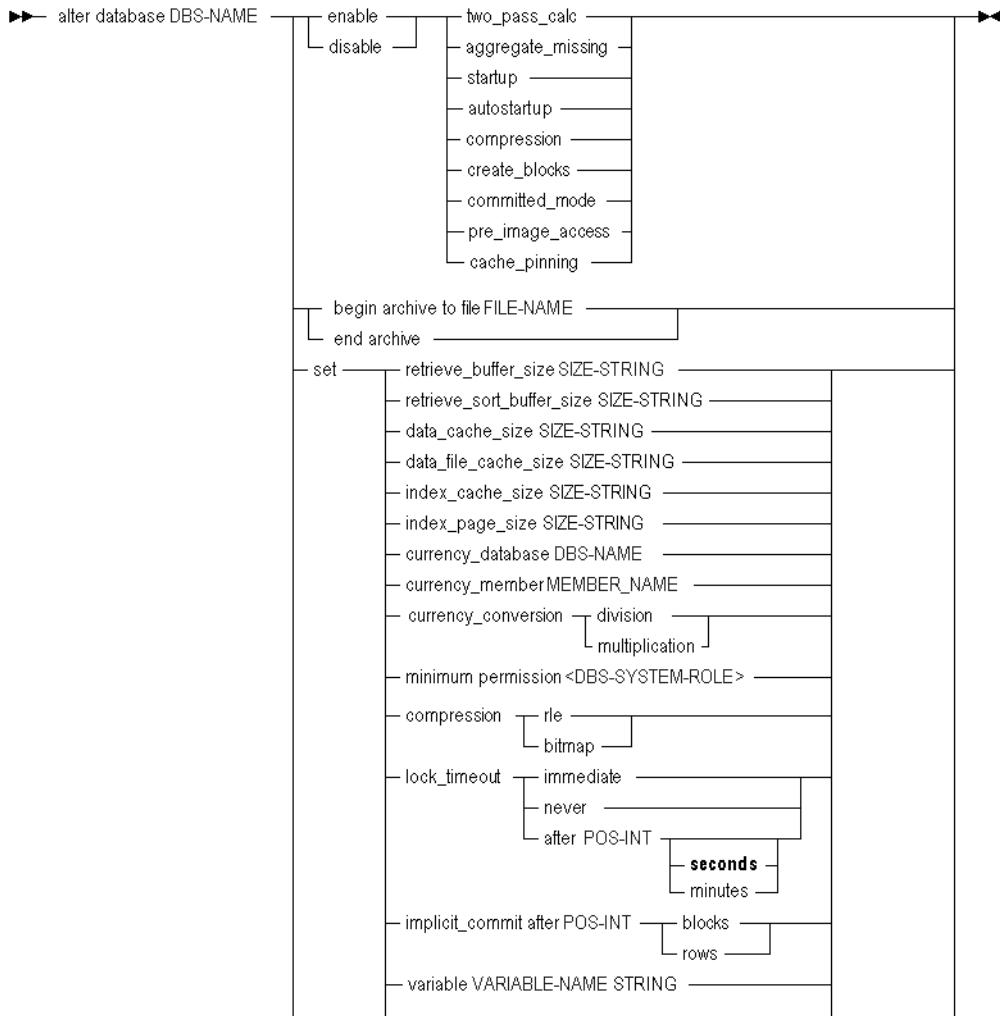 alter database DBS-NAME
enable
disable
two_pass_calc
aggregate_missing
startup
autostartup
compression
create_blocks
committed_mode
pre_image_access
cache_pinning
begin archive to file FILE-NAME
end archive
set
retrieve_buffer_size SIZE-STRING
retrieve_sort_buffer_size SIZE-STRING
data_cache_size SIZE-STRING
data_file_cache_size SIZE-STRING
index_cache_size SIZE-STRING
index_page_size SIZE-STRING
currency_database DBS-NAME
currency_member MEMBER_NAME
currency_conversion
division
multiplication
minimum permission <DBS-SYSTEM-ROLE>
compression
rle
bitmap
lock_timeout
immediate
never
after POS-INT
seconds
minutes
implicit_commit after POS-INT
blocks
rows
variable VARIABLE-NAME STRING